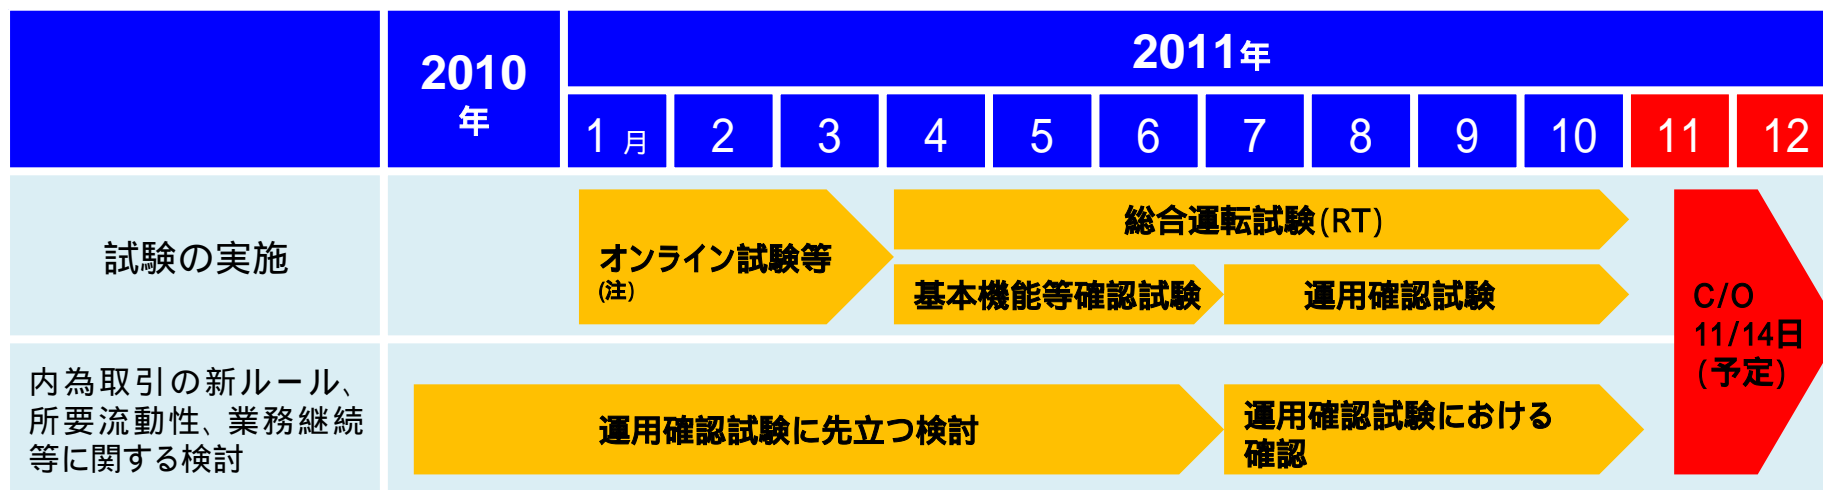 2010
年
2011年
1 月 2 3 4 5 6 7 8 9 10 11 12
試験の実施
オンライン試験等
(注)
総合運転試験(RT)
基本機能等確認試験
運用確認試験
C/O
11/14日
(予定)
内為取引の新ルール、
所要流動性、業務継続
等に関する検討
運用確認試験に先立つ検討
運用確認試験における
確認